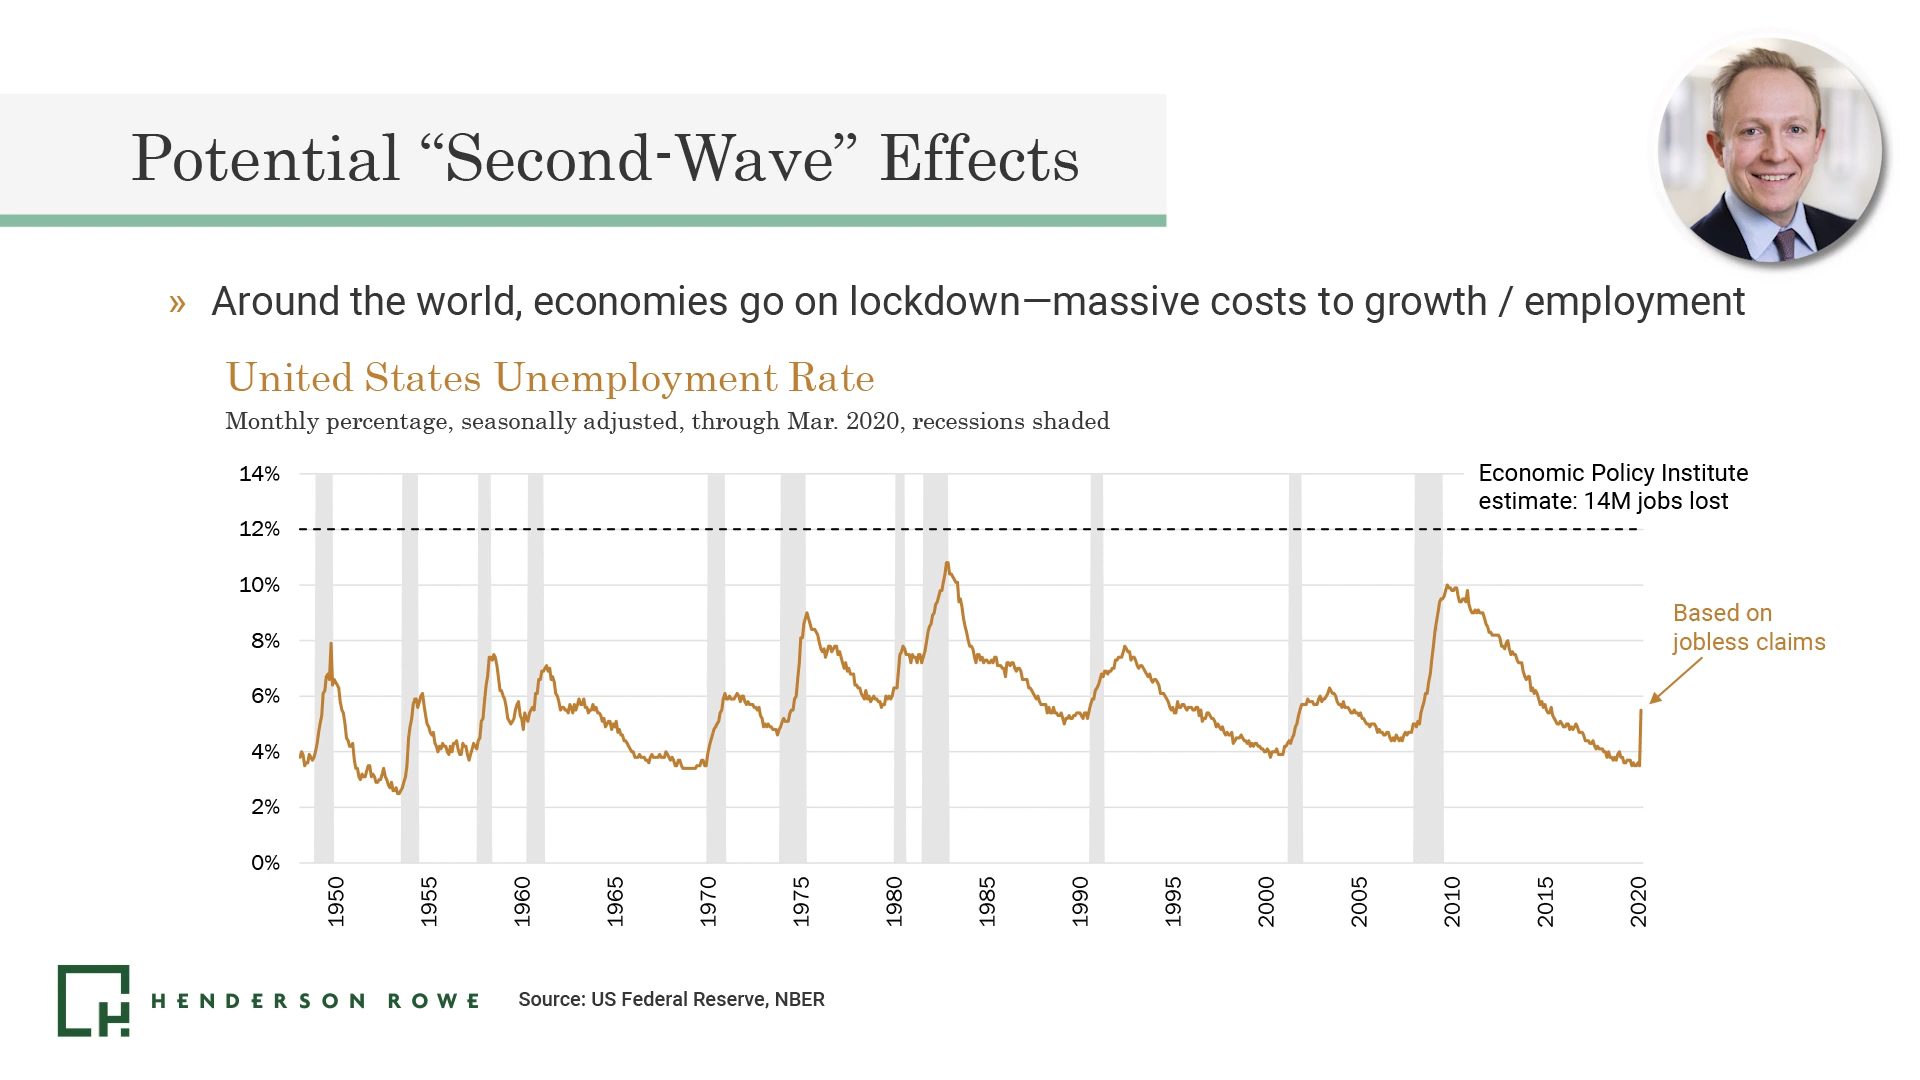 Potential “Second-Wave” Effects
» Around the world, economies go on lockdown—massive costs to growth / employment
United States Unemployment Rate
Monthly percentage, seasonally adjusted, through Mar. 2020, recessions shaded
14%
12%
10%
8%
6%
4%
2%
0%
Economic Policy Institute
estimate: 14M jobs lost
Based on
jobless claims
1950
1955
1960
1965
1970
1975
1980
1985
1990
1995
2000
2005
2010
2015
2020
HENDERSON ROWE
Source: US Federal Reserve, NBER